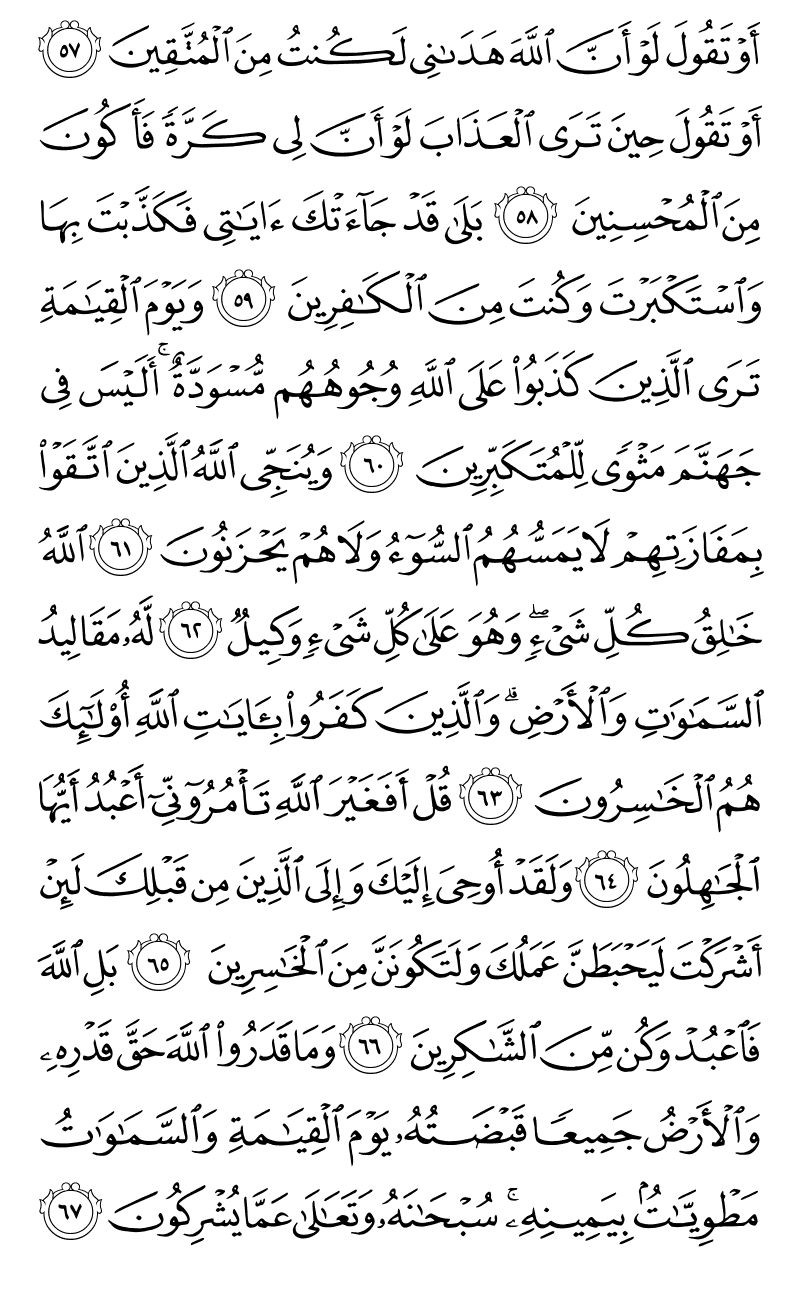 أَوۡ تَقُولَ لَوۡ أَنَّ ٱللَّهَ هَدَىٰنِي لَكُنتُ مِنَ ٱلۡمُتَّقِينَ ٥٧
أَوۡ تَقُولَ حِينَ تَرَى ٱلۡعَذَابَ لَوۡ أَنَّ لِي كَرَّةٗ فَأَكُونَ
مِنَ ٱلۡمُحۡسِنِينَ ٥٨ بَلَىٰ قَدۡ جَآءَتۡكَ ءَايَٰتِي فَكَذَّبۡتَ بِهَا
وَٱسۡتَكۡبَرۡتَ وَكُنتَ مِنَ ٱلۡكَٰفِرِينَ ٥٩ وَيَوۡمَ ٱلۡقِيَٰمَةِ
تَرَى ٱلَّذِينَ كَذَبُواْ عَلَى ٱللَّهِ وُجُوهُهُم مُّسۡوَدَّةٌۚ أَلَيۡسَ فِي
جَهَنَّمَ مَثۡوٗى لِّلۡمُتَكَبِّرِينَ ٦٠ وَيُنَجِّي ٱللَّهُ ٱلَّذِينَ ٱتَّقَوۡاْ
بِمَفَازَتِهِمۡ لَا يَمَسُّهُمُ ٱلسُّوٓءُ وَلَا هُمۡ يَحۡزَنُونَ ٦١ ٱللَّهُ
خَٰلِقُ كُلِّ شَيۡءٖۖ وَهُوَ عَلَىٰ كُلِّ شَيۡءٖ وَكِيلٞ ٦٢ لَّهُۥ مَقَالِيدُ
ٱلسَّمَٰوَٰتِ وَٱلۡأَرۡضِۗ وَٱلَّذِينَ كَفَرُواْ بِـَٔايَٰتِ ٱللَّهِ أُوْلَٰٓئِكَ
هُمُ ٱلۡخَٰسِرُونَ ٦٣ قُلۡ أَفَغَيۡرَ ٱللَّهِ تَأۡمُرُوٓنِّيٓ أَعۡبُدُ أَيُّهَا
ٱلۡجَٰهِلُونَ ٦٤ وَلَقَدۡ أُوحِيَ إِلَيۡكَ وَإِلَى ٱلَّذِينَ مِن قَبۡلِكَ لَئِنۡ
أَشۡرَكۡتَ لَيَحۡبَطَنَّ عَمَلُكَ وَلَتَكُونَنَّ مِنَ ٱلۡخَٰسِرِينَ ٦٥ بَلِ ٱللَّهَ
فَٱعۡبُدۡ وَكُن مِّنَ ٱلشَّٰكِرِينَ ٦٦ وَمَا قَدَرُواْ ٱللَّهَ حَقَّ قَدۡرِهِۦ
وَٱلۡأَرۡضُ جَمِيعٗا قَبۡضَتُهُۥ يَوۡمَ ٱلۡقِيَٰمَةِ وَٱلسَّمَٰوَٰتُ
مَطۡوِيَّٰتُۢ بِيَمِينِهِۦۚ سُبۡحَٰنَهُۥ وَتَعَٰلَىٰ عَمَّا يُشۡرِكُونَ ٦٧